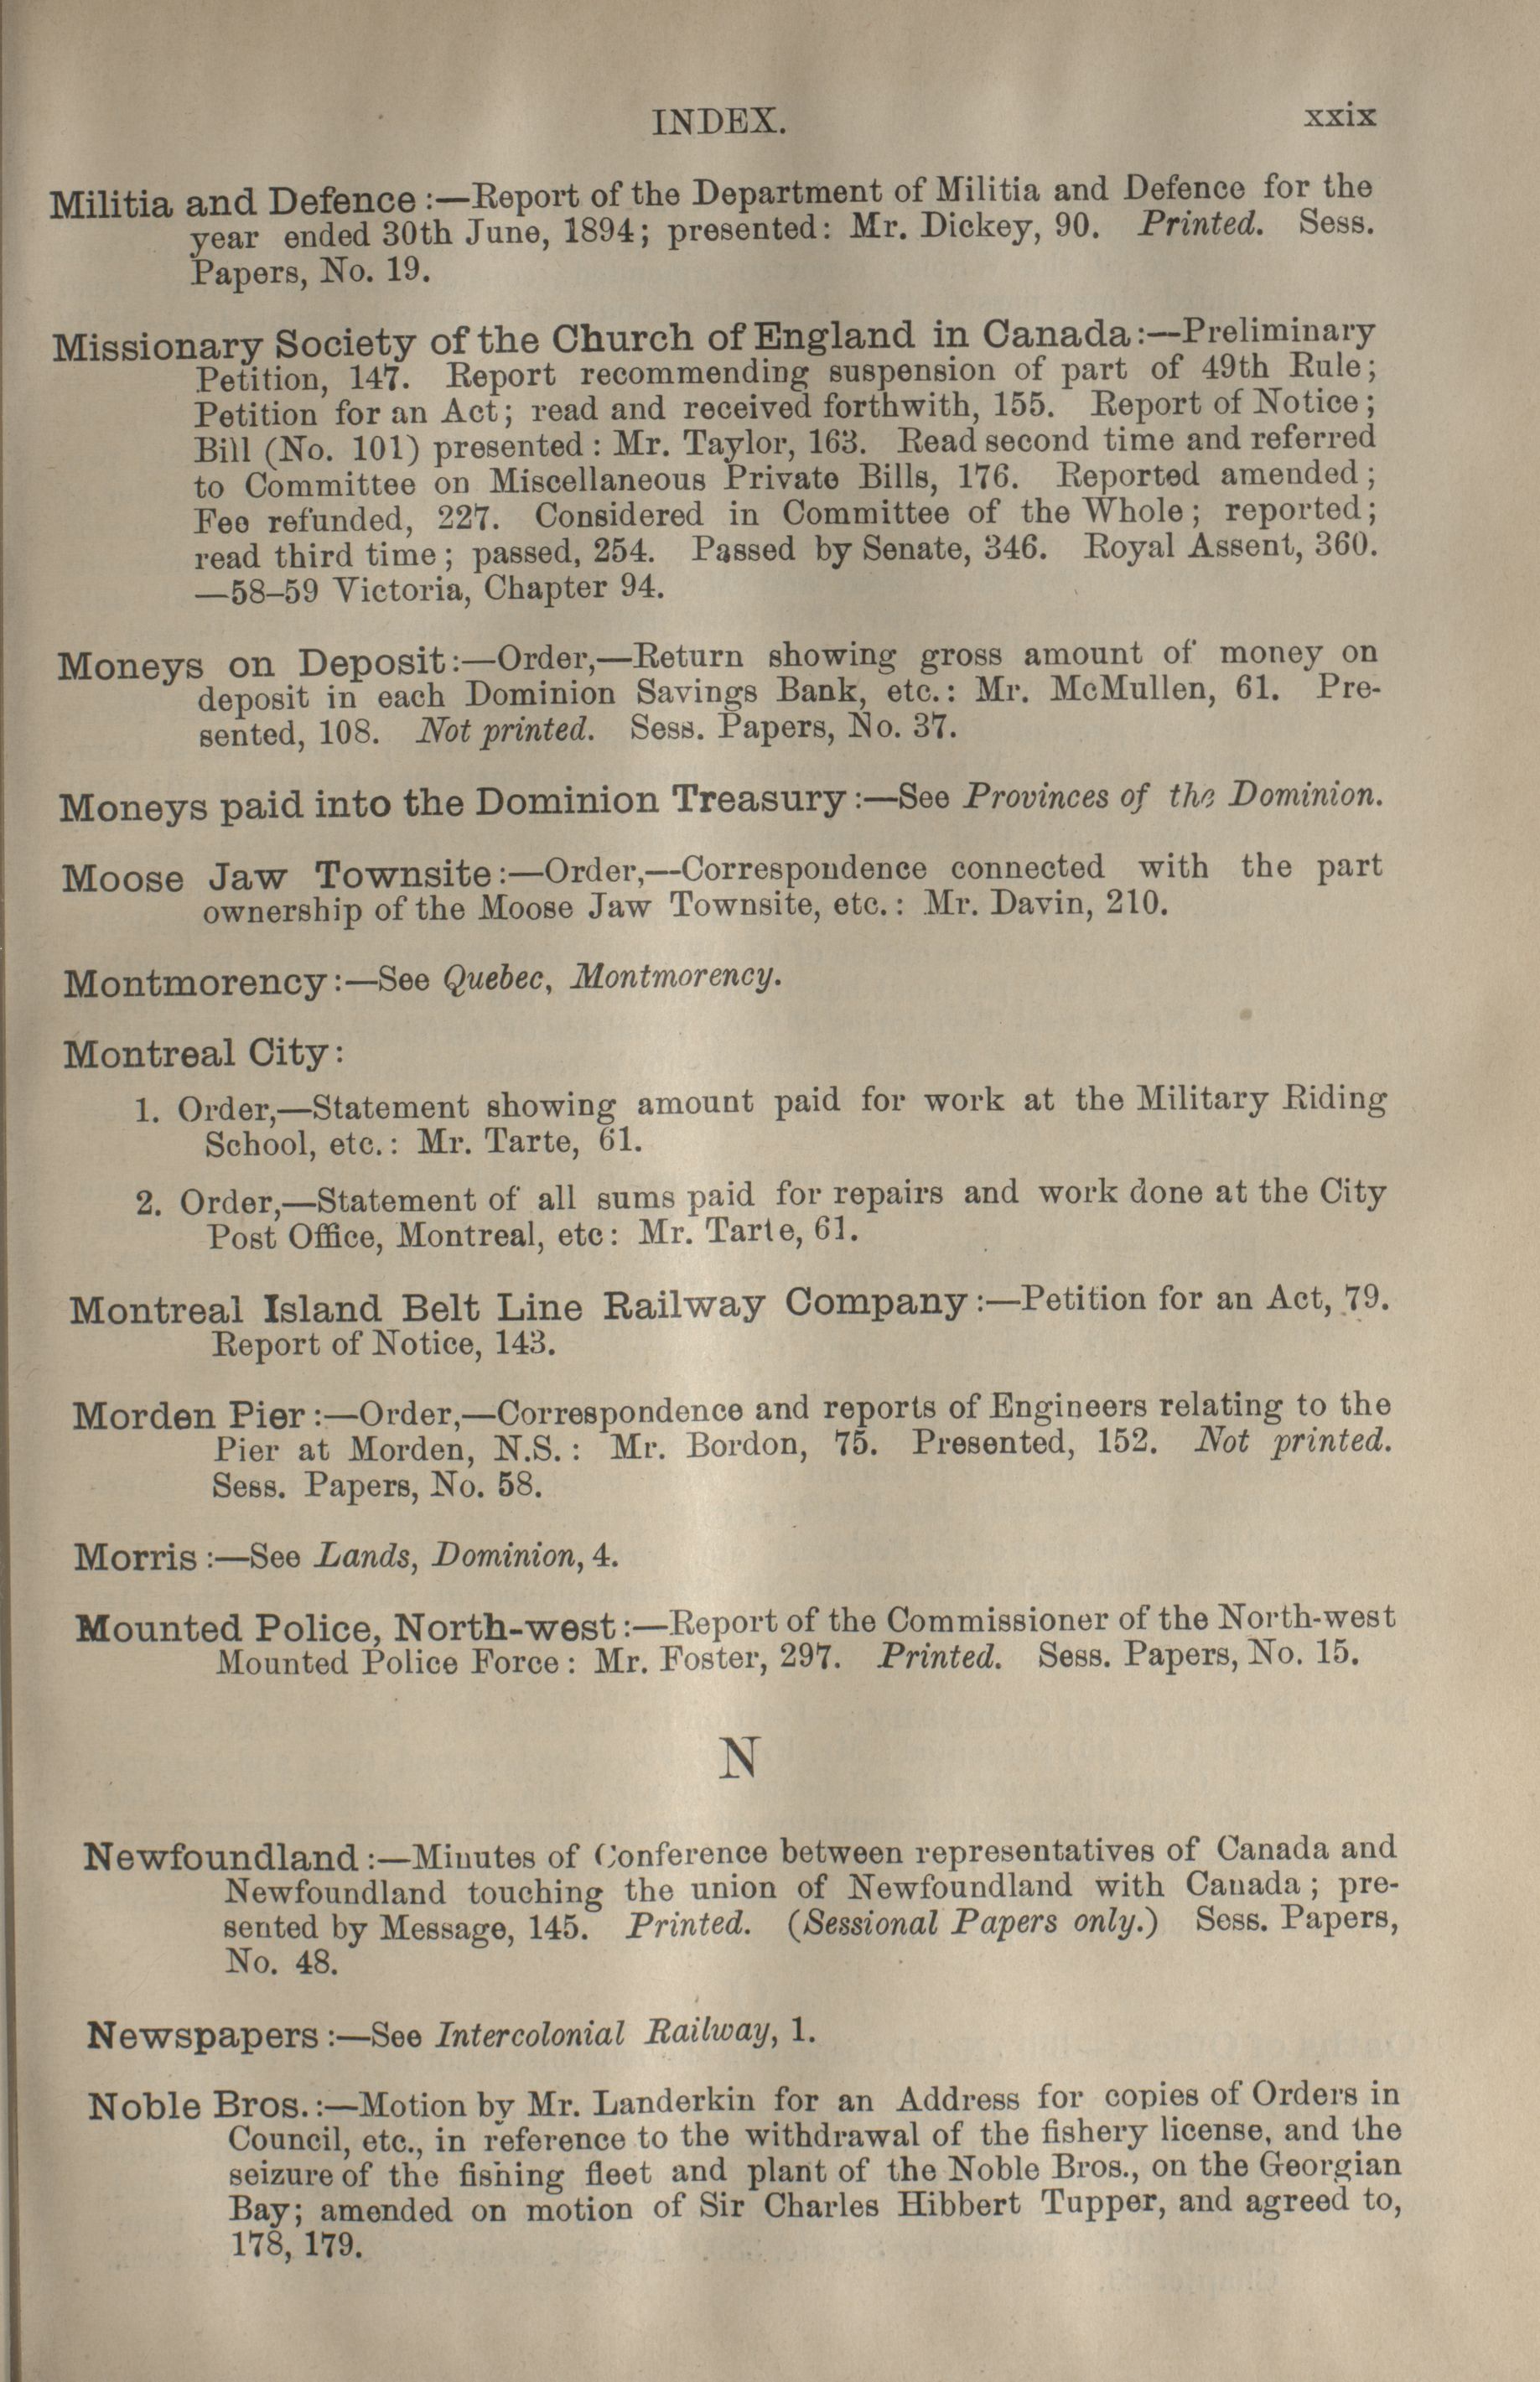 INDEX. xxix
Militia and Defence :—Report of the Department of Militia and Defence for the
year ended 30th June, 1894; presented: Mr. Dickey, 90. Printed. Sess.
Papers, No. 19.
Missionary Society of the Church of England in Canada:—Preliminary
Petition, 147. Report recommending suspension of part of 49th Rule;
Petition for an Act; read and received forthwith, 155. Report of Notice;
Bill (No. 101) presented: Mr. Taylor, 163. Read second time and referred
to Committee on Miscellaneous Private Bills, 176. Reported amended;
Fee refunded, 227. Considered in Committee of the Whole; reported;
read third time; passed, 254. Passed by Senate, 346. Royal Assent, 360.
—58–59 Victoria, Chapter 94.
Moneys on Deposit:—Order,—Return showing gross amount of money on
deposit in each Dominion Savings Bank, etc.: Mr. McMullen, 61. Pre-
sented, 108. Not printed. Sess. Papers, No. 37.
Moneys paid into the Dominion Treasury:—See Provinces of the Dominion.
Moose Jaw Townsite:—Order,—Correspondence connected with the part
ownership of the Moose Jaw Townsite, etc.: Mr. Davin, 210.
Montmorency:—See Quebec, Montmorency.
Montreal City:
1. Order,—Statement showing amount paid for work at the Military Riding
School, etc.: Mr. Tarte, 61.
2. Order,—Statement of all sums paid for repairs and work done at the City
Post Office, Montreal, etc: Mr. Tarte, 61.
Montreal Island Belt Line Railway Company:—Petition for an Act, 79.
Report of Notice, 143.
Morden Pier:—Order,—Correspondence and reports of Engineers relating to the
Pier at Morden, N.S.: Mr. Bordon, 75. Presented, 152. Not printed.
Sess. Papers, No. 58.
Morris:—See Lands, Dominion, 4.
Mounted Police, North-west:—Report of the Commissioner of the North-west
Mounted Police Force: Mr. Foster, 297. Printed. Sess. Papers, No. 15.
N
Newfoundland:—Minutes of Conference between representatives of Canada and
Newfoundland touching the union of Newfoundland with Canada; pre-
sented by Message, 145. Printed. (Sessional Papers only.) Sess. Papers,
No. 48.
Newspapers:—See Intercolonial Railway, 1.
Noble Bros.:—Motion by Mr. Landerkin for an Address for copies of Orders in
Council, etc., in reference to the withdrawal of the fishery license, and the
seizure of the fishing fleet and plant of the Noble Bros., on the Georgian
Bay; amended on motion of Sir Charles Hibbert Tupper, and agreed to,
178, 179.